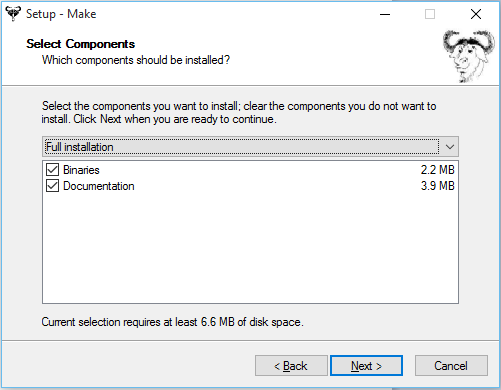 Setup - Make
Select Components
Which components should be installed?
Select the components you want to install; clear the components you do not want to
install. Click Next when you are ready to continue.
Full installation
Binaries 2.2 MB
Documentation 3.9 MB
Current selection requires at least 6.6 MB of disk space.
< Back Next > Cancel